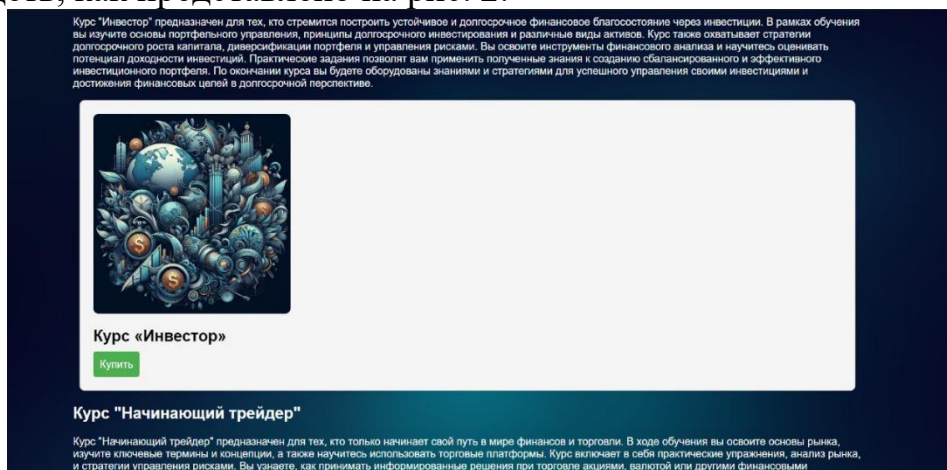 как представлено на рис. 2.
Курс "Инвестор" предназначен для тех, кто стремится построить устойчивое и долгосрочное финансовое благосостояние через инвестиции. В рамках обучения
вы изучите основы портфельного управления, принципы долгосрочного инвестирования и различные виды активов. Курс также охватывает стратегии
долгосрочного роста капитала, диверсификации портфеля и управления рисками. Вы освоите инструменты финансового анализа и научитесь оценивать
потенциал доходности инвестиций. Практические задания позволят вам применить полученные знания к созданию сбалансированного и эффективного
инвестиционного портфеля. По окончании курса вы будете оборудованы знаниями и стратегиями для успешного управления своими инвестициями и
достижения финансовых целей в долгосрочной перспективе.
Курс «Инвестор»
Купить
Курс "Начинающий трейдер"
Курс "Начинающий трейдер" предназначен для тех, кто только начинает свой путь в мире финансов и торговли. В ходе обучения вы освоите основы рынка,
изучите ключевые термины и концепции, а также научитесь использовать торговые платформы. Курс включает в себя практические упражнения, анализ рынка,
и стратегии управления рисками. Вы узнаете, как принимать информированные решения при торговле акциями, валютой или другими финансовыми